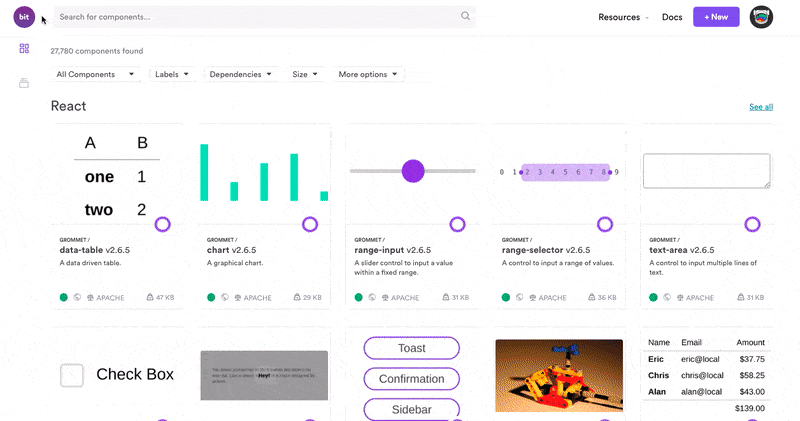 bit
Search for components...
Resources
Docs
+ New
27,780 components found
All Components
Labels
Dependencies
Size
More options
React
See all
A B
one 1
two 2
0 1 2 3 4 5 6 7 8 9
GROMMET /
data-table v2.6.5
A data driven table.
APACHE
47 KB
GROMMET /
chart v2.6.5
A graphical chart.
APACHE
29 KB
GROMMET /
range-input v2.6.5
A slider control to input a value
within a fixed range.
APACHE
31 KB
GROMMET /
range-selector v2.6.5
A control to input a range of values.
APACHE
36 KB
GROMMET /
text-area v2.6.5
A control to input multiple lines of
text.
APACHE
31 KB
Check Box
Hey!
Toast
Confirmation
Sidebar
Name Email Amount
Eric eric@local $37.75
Chris chris@local $58.25
Alan alan@local $43.00
$139.00